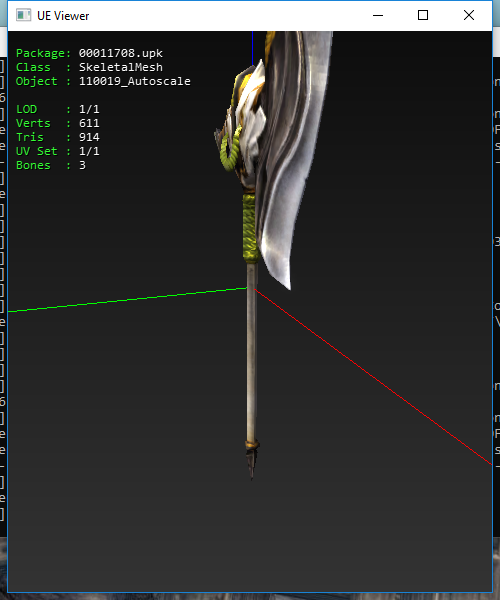 UE Viewer
Package: 00011708.upk
Class  : SkeletalMesh
Object : 110019_Autoscale
LOD    : 1/1
Verts  : 611
Tris   : 914
UV Set : 1/1
Bones  : 3